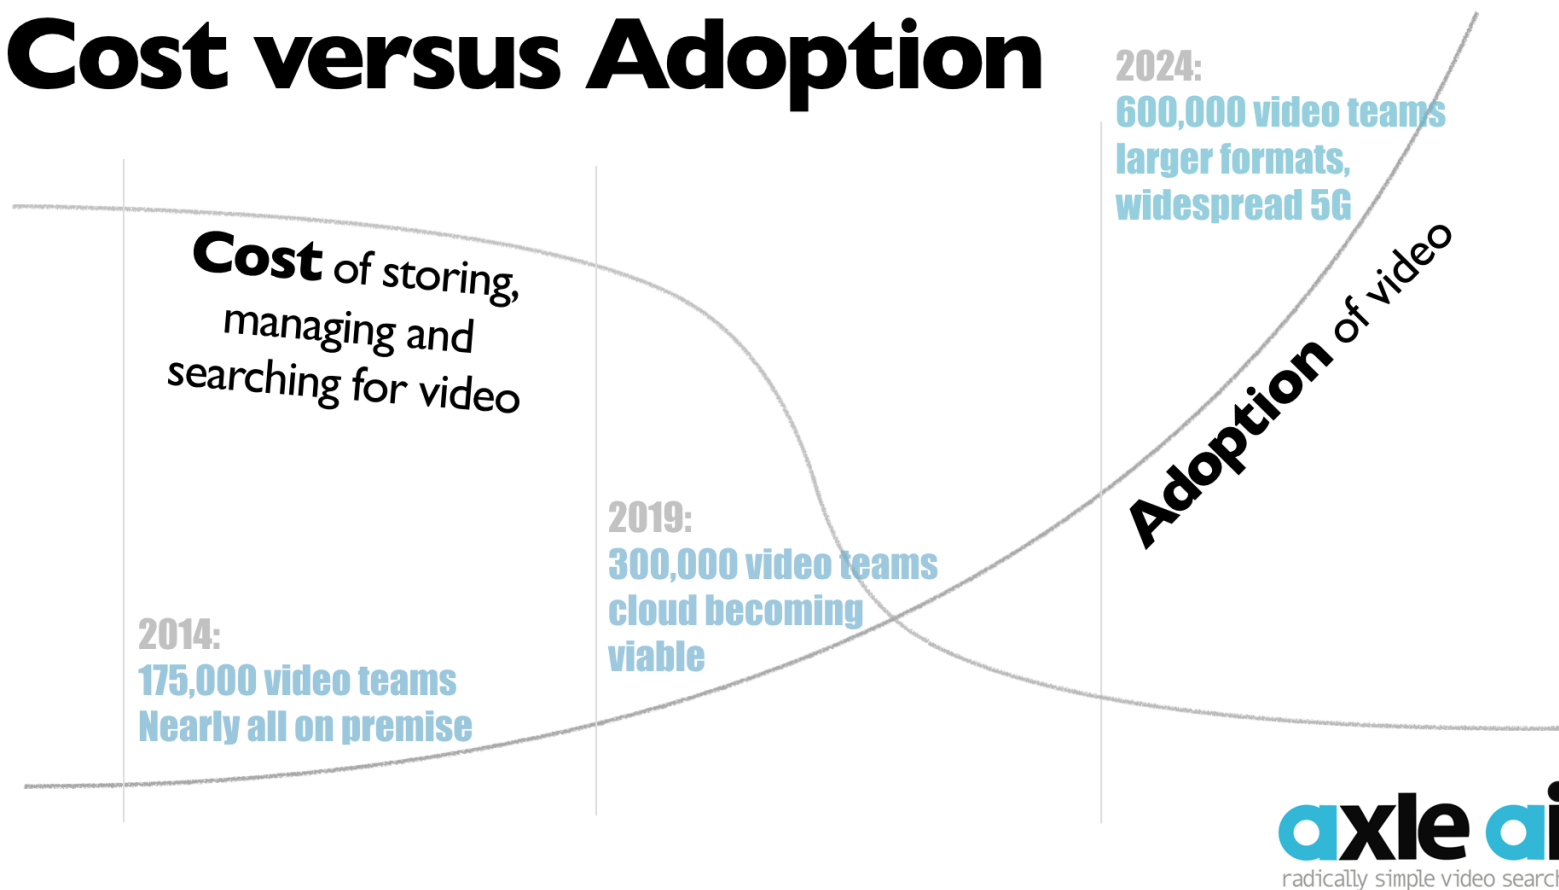 Cost versus Adoption
2024:
600,000 video teams
larger formats,
widespread 5G
Cost of storing,
managing and
searching for video
Adoption of video
2019:
300,000 video teams
cloud becoming
viable
2014:
175,000 video teams
Nearly all on premise
axle ai
radically simple video search